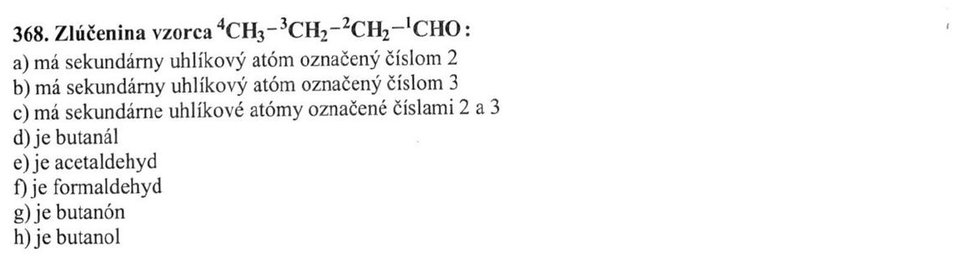 368. Zlúčenina vzorca ⁴CH₃–³CH₂–²CH₂–¹CHO:
a) má sekundárny uhlíkový atóm označený číslom 2
b) má sekundárny uhlíkový atóm označený číslom 3
c) má sekundárne uhlíkové atómy označené číslami 2 a 3
d) je butanál
e) je acetaldehyd
f) je formaldehyd
g) je butanón
h) je butanol